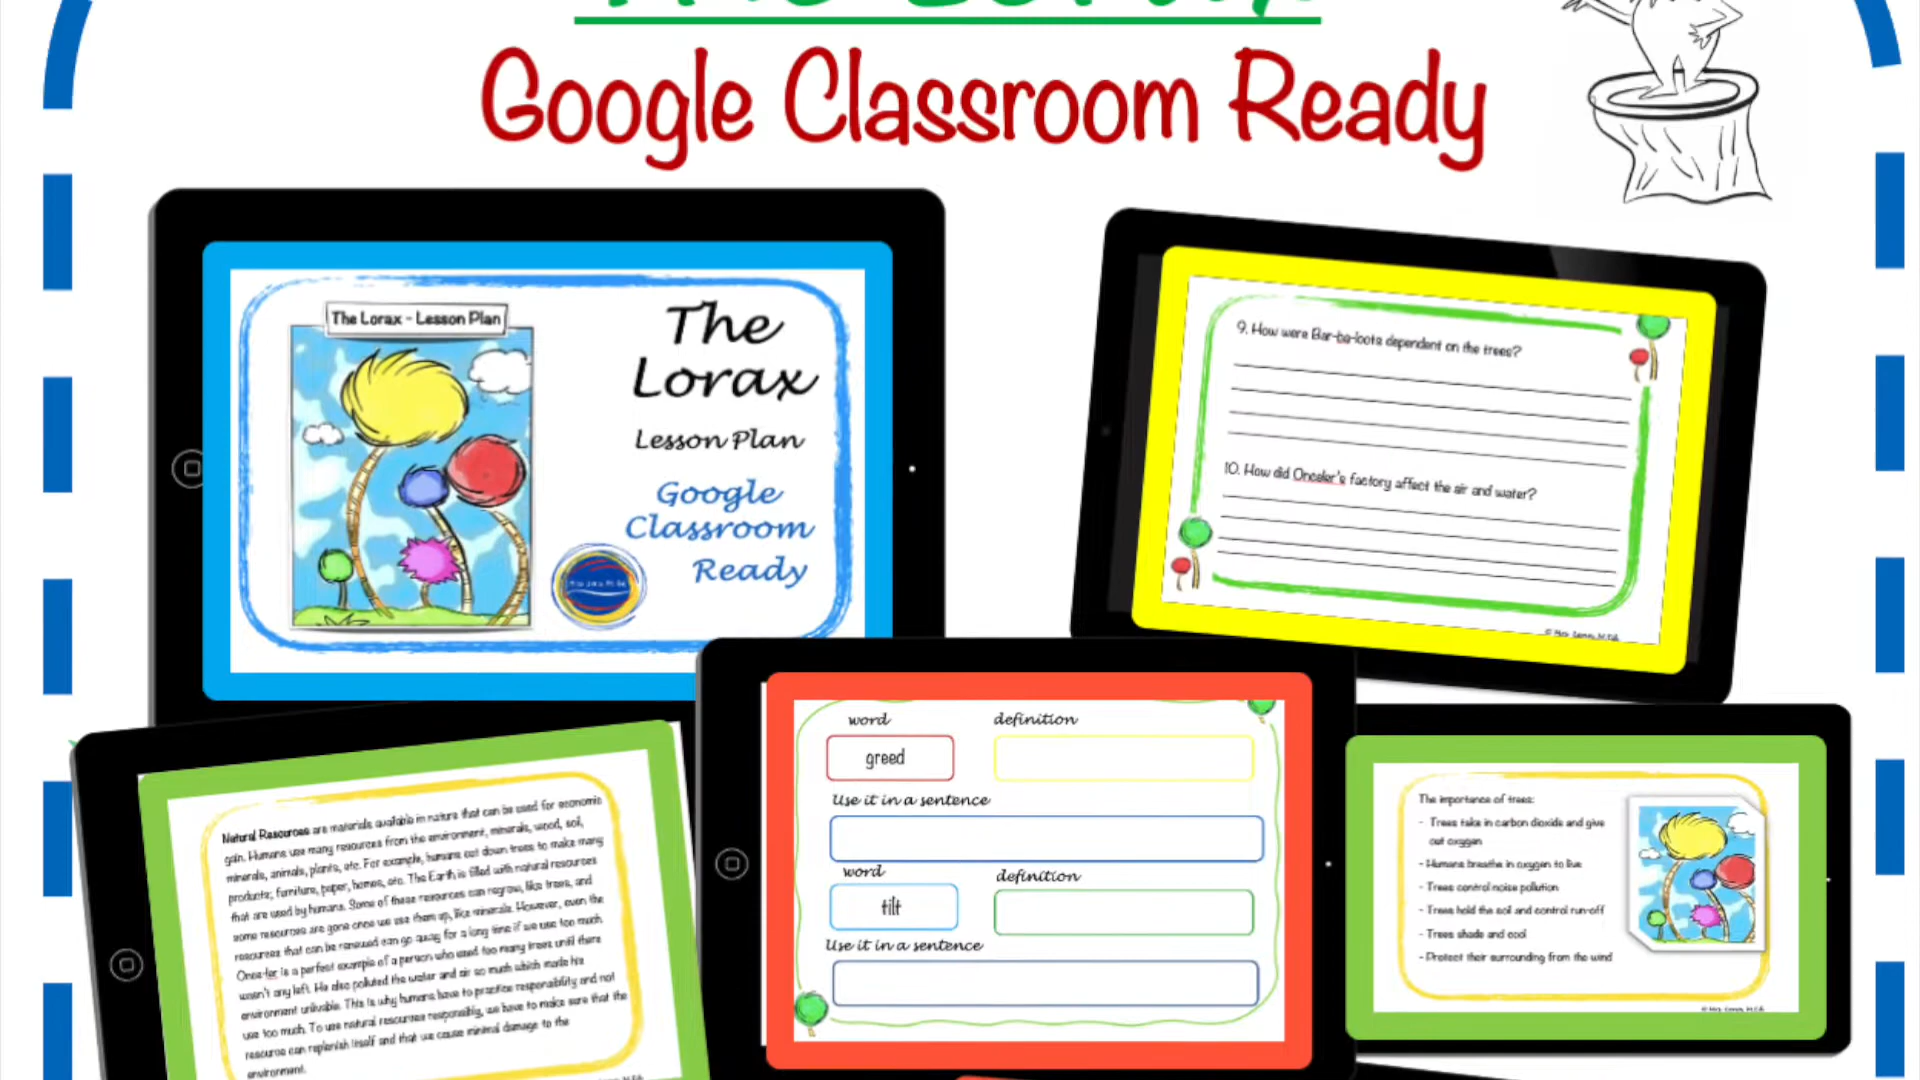 The Lorax
Google Classroom Ready
The Lorax - Lesson Plan
The
Lorax
Lesson Plan
Google
Classroom
Ready
9. How were Bar-ba-loots dependent on the trees?
10. How did Onceler's factory affect the air and water?
© Mrs. Lena, M.Ed.
Natural Resources are materials available in nature that can be used for economic
gain. Humans use many resources from the environment, minerals, wood, soil,
minerals, animals, plants, etc. For example, humans cut down trees to make many
products; furniture, paper, homes, etc. The Earth is filled with natural resources
that are used by humans. Some of these resources can regrow, like trees, and
some resources are gone once we use them up, like minerals. However, even the
resources that can be renewed can go away for a long time if we use too much.
Once-ler is a perfect example of a person who used too many trees until there
wasn't any left. He also polluted the water and air so much which made his
environment unlivable. This is why humans have to practice responsibility and not
use too much. To use natural resources responsibly, we have to make sure that the
resource can replenish itself and that we cause minimal damage to the
environment.
word definition
greed
Use it in a sentence
word definition
tilt
Use it in a sentence
The importance of trees:
- Trees take in carbon dioxide and give
out oxygen
- Humans breathe in oxygen to live
- Trees control noise pollution
- Trees hold the soil and control run-off
- Trees shade and cool
- Protect their surrounding from the wind